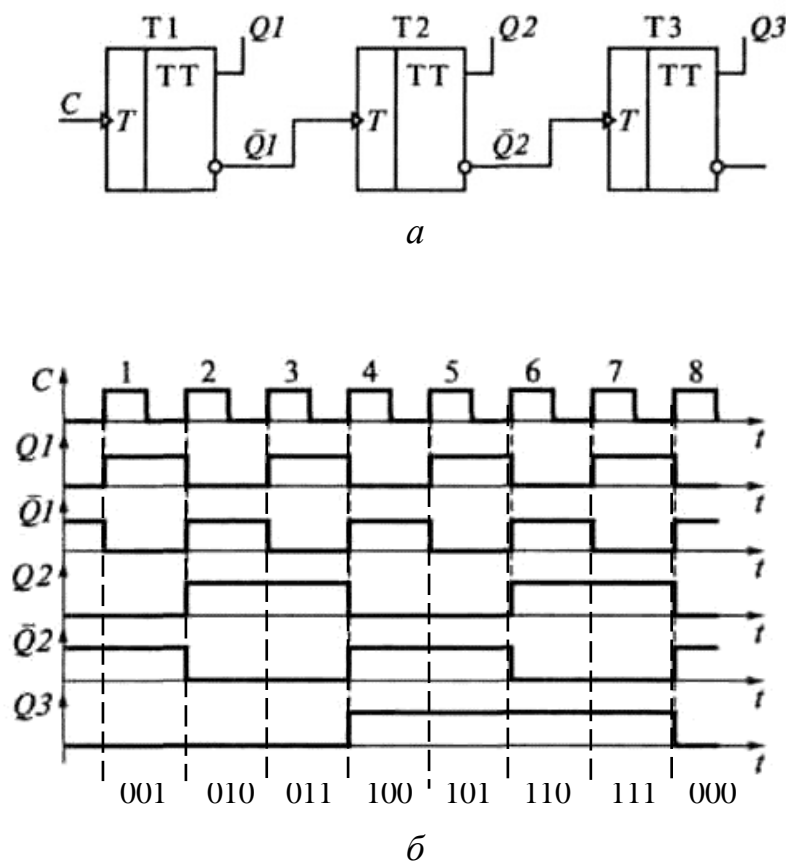 T1 Q1 T2 Q2 T3 Q3
TT TT TT
C T T T
Q̄1 Q̄2
а
1 2 3 4 5 6 7 8
C
t
Q1
t
Q̄1
t
Q2
t
Q̄2
t
Q3
t
001 010 011 100 101 110 111 000
б